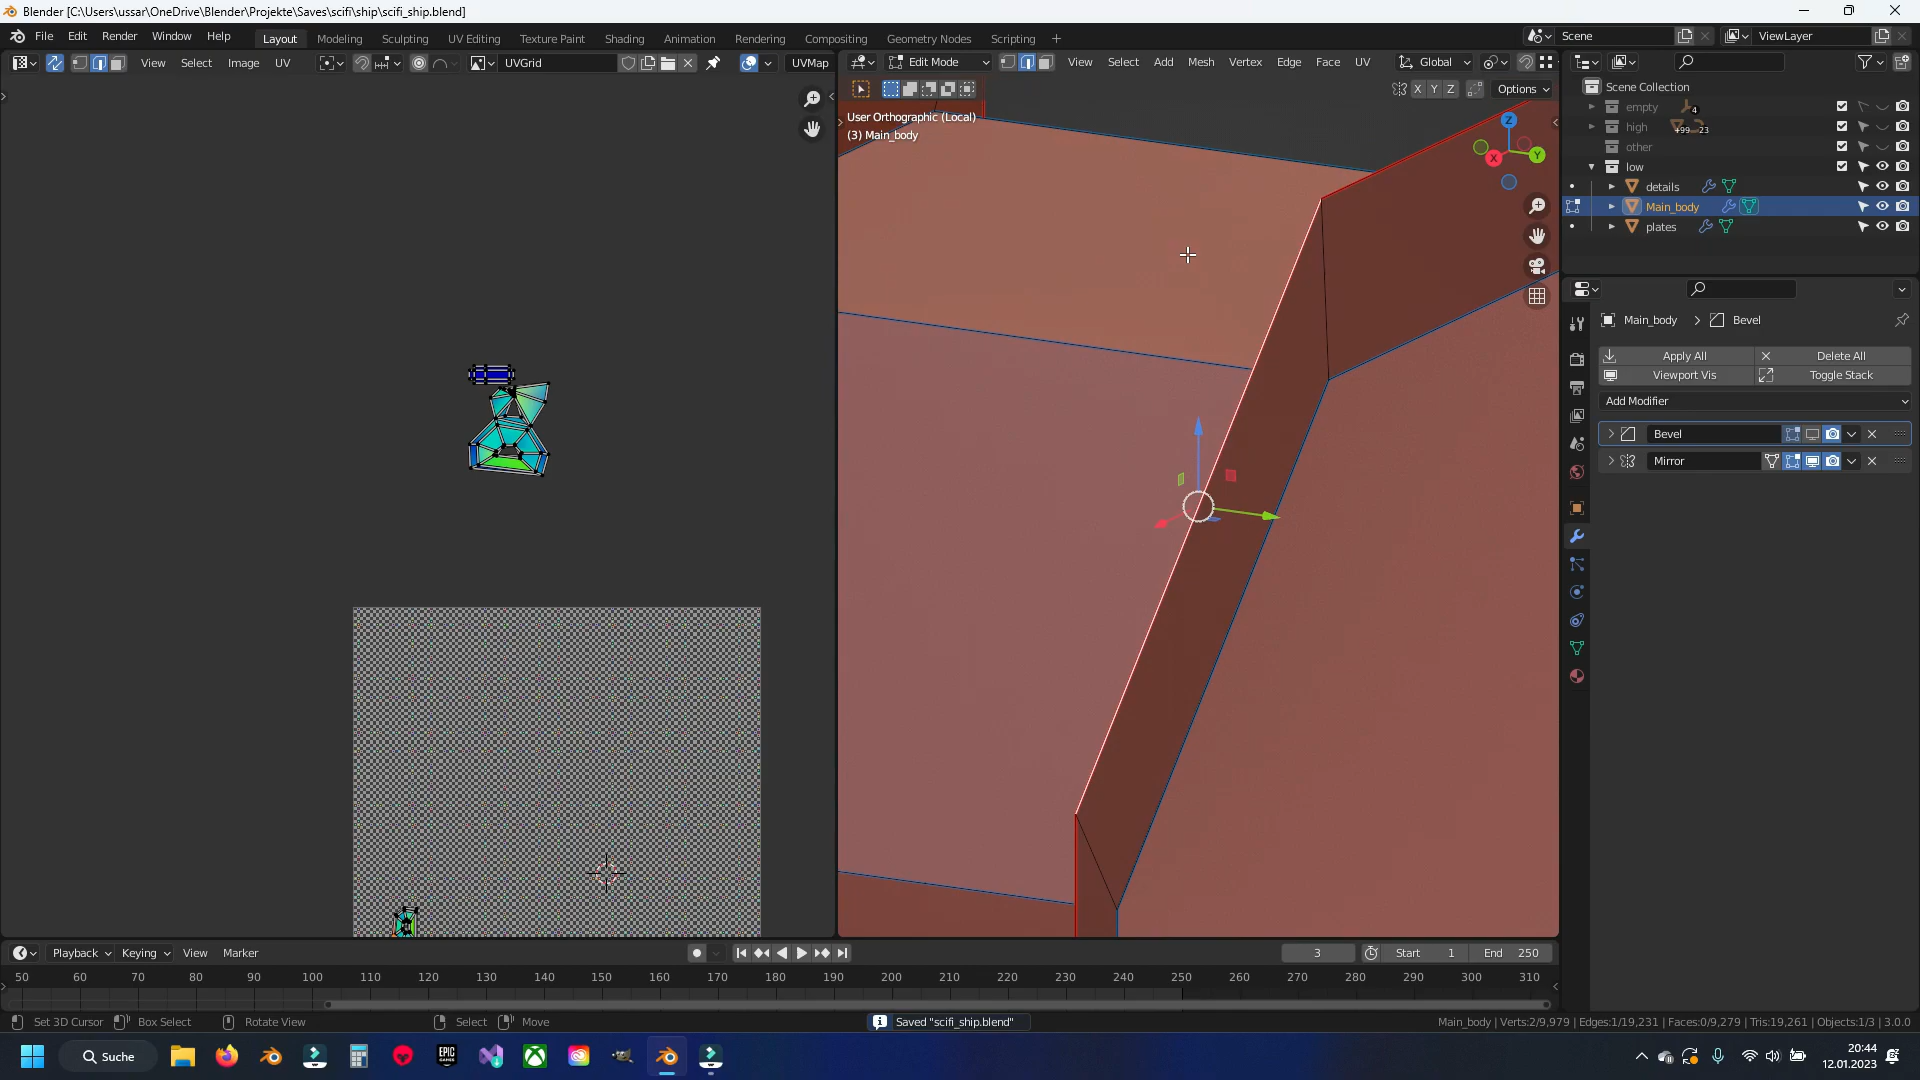 Blender [C:\Users\ussar\OneDrive\Blender\Projekte\Saves\scifi\ship\scifi_ship.blend]
File Edit Render Window Help Layout Modeling Sculpting UV Editing Texture Paint Shading Animation Rendering Compositing Geometry Nodes Scripting + Scene ViewLayer
View Select Image UV UVGrid UVMap Edit Mode View Select Add Mesh Vertex Edge Face UV Global
X Y Z Options
User Orthographic (Local)
(3) Main_body
Z
Y
X
Scene Collection
empty 4
high +99 23
other
low
details
Main_body
plates
Main_body > Bevel
Apply All Delete All
Viewport Vis Toggle Stack
Add Modifier
Bevel
Mirror
Playback Keying View Marker 3 Start 1 End 250
50 60 70 80 90 100 110 120 130 140 150 160 170 180 190 200 210 220 230 240 250 260 270 280 290 300 310
Set 3D Cursor Box Select Rotate View Select Move Saved "scifi_ship.blend" Main_body | Verts:2/9,979 | Edges:1/19,231 | Faces:0/9,279 | Tris:19,261 | Objects:1/3 | 3.0.0
Suche EPIC GAMES 20:44
12.01.2023